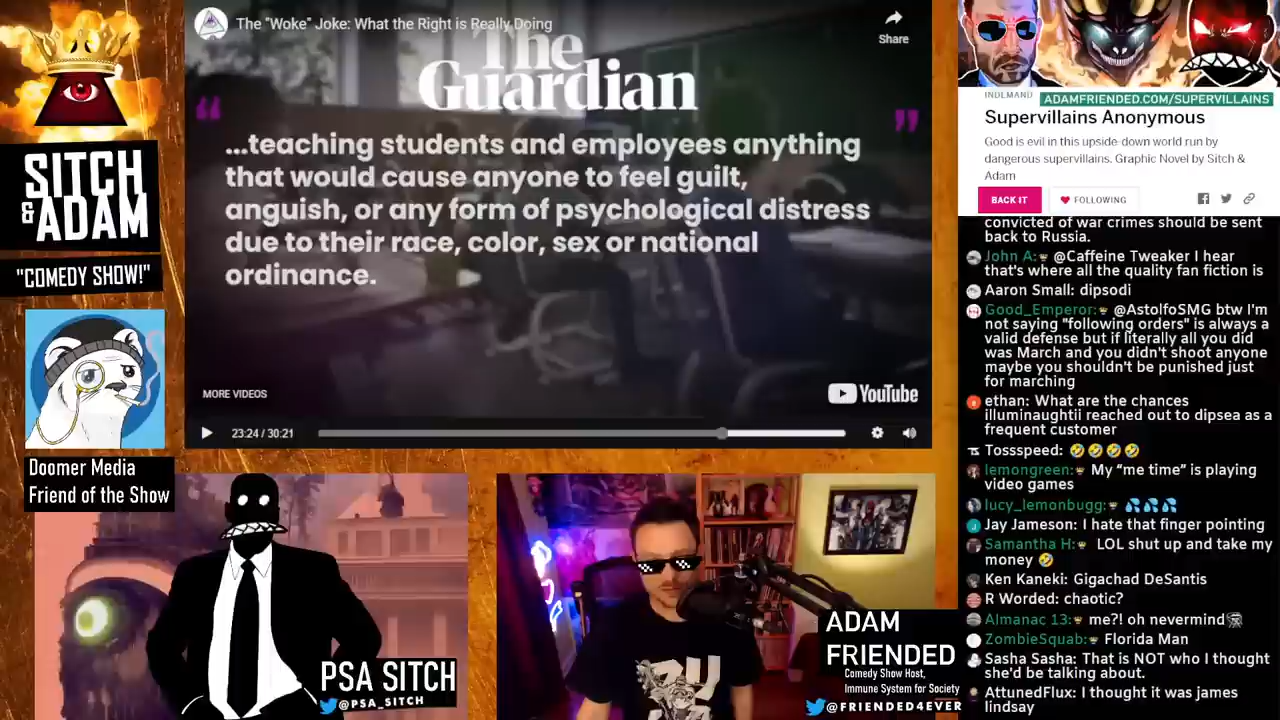 The "Woke" Joke: What the Right is Really Doing
Share
The
Guardian
“
”
...teaching students and employees anything
that would cause anyone to feel guilt,
anguish, or any form of psychological distress
due to their race, color, sex or national
ordinance.
MORE VIDEOS
YouTube
23:24 / 30:21
SITCH
& ADAM
"COMEDY SHOW!"
Doomer Media
Friend of the Show
PSA SITCH
@PSA_SITCH
ADAM
FRIENDED
Comedy Show Host,
Immune System for Society
@FRIENDED4EVER
INDEMAND
ADAMFRIENDED.COM/SUPERVILLAINS
Supervillains Anonymous
Good is evil in this upside-down world run by
dangerous supervillains. Graphic Novel by Sitch &
Adam
BACK IT
FOLLOWING
convicted of war crimes should be sent
back to Russia.
John A: @Caffeine Tweaker I hear
that's where all the quality fan fiction is
Aaron Small: dipsodi
Good_Emperor: @AstolfoSMG btw I'm
not saying "following orders" is always a
valid defense but if literally all you did
was March and you didn't shoot anyone
maybe you shouldn't be punished just
for marching
ethan: What are the chances
illuminaughtii reached out to dipsea as a
frequent customer
Tossspeed: 🤣🤣🤣🤣
lemongreen: My “me time” is playing
video games
lucy_lemonbugg: 💦💦💦
Jay Jameson: I hate that finger pointing
Samantha H: LOL shut up and take my
money 🤣
Ken Kaneki: Gigachad DeSantis
R Worded: chaotic?
Almanac 13: me?! oh nevermind
ZombieSquab: Florida Man
Sasha Sasha: That is NOT who I thought
she'd be talking about.
AttunedFlux: I thought it was james
lindsay